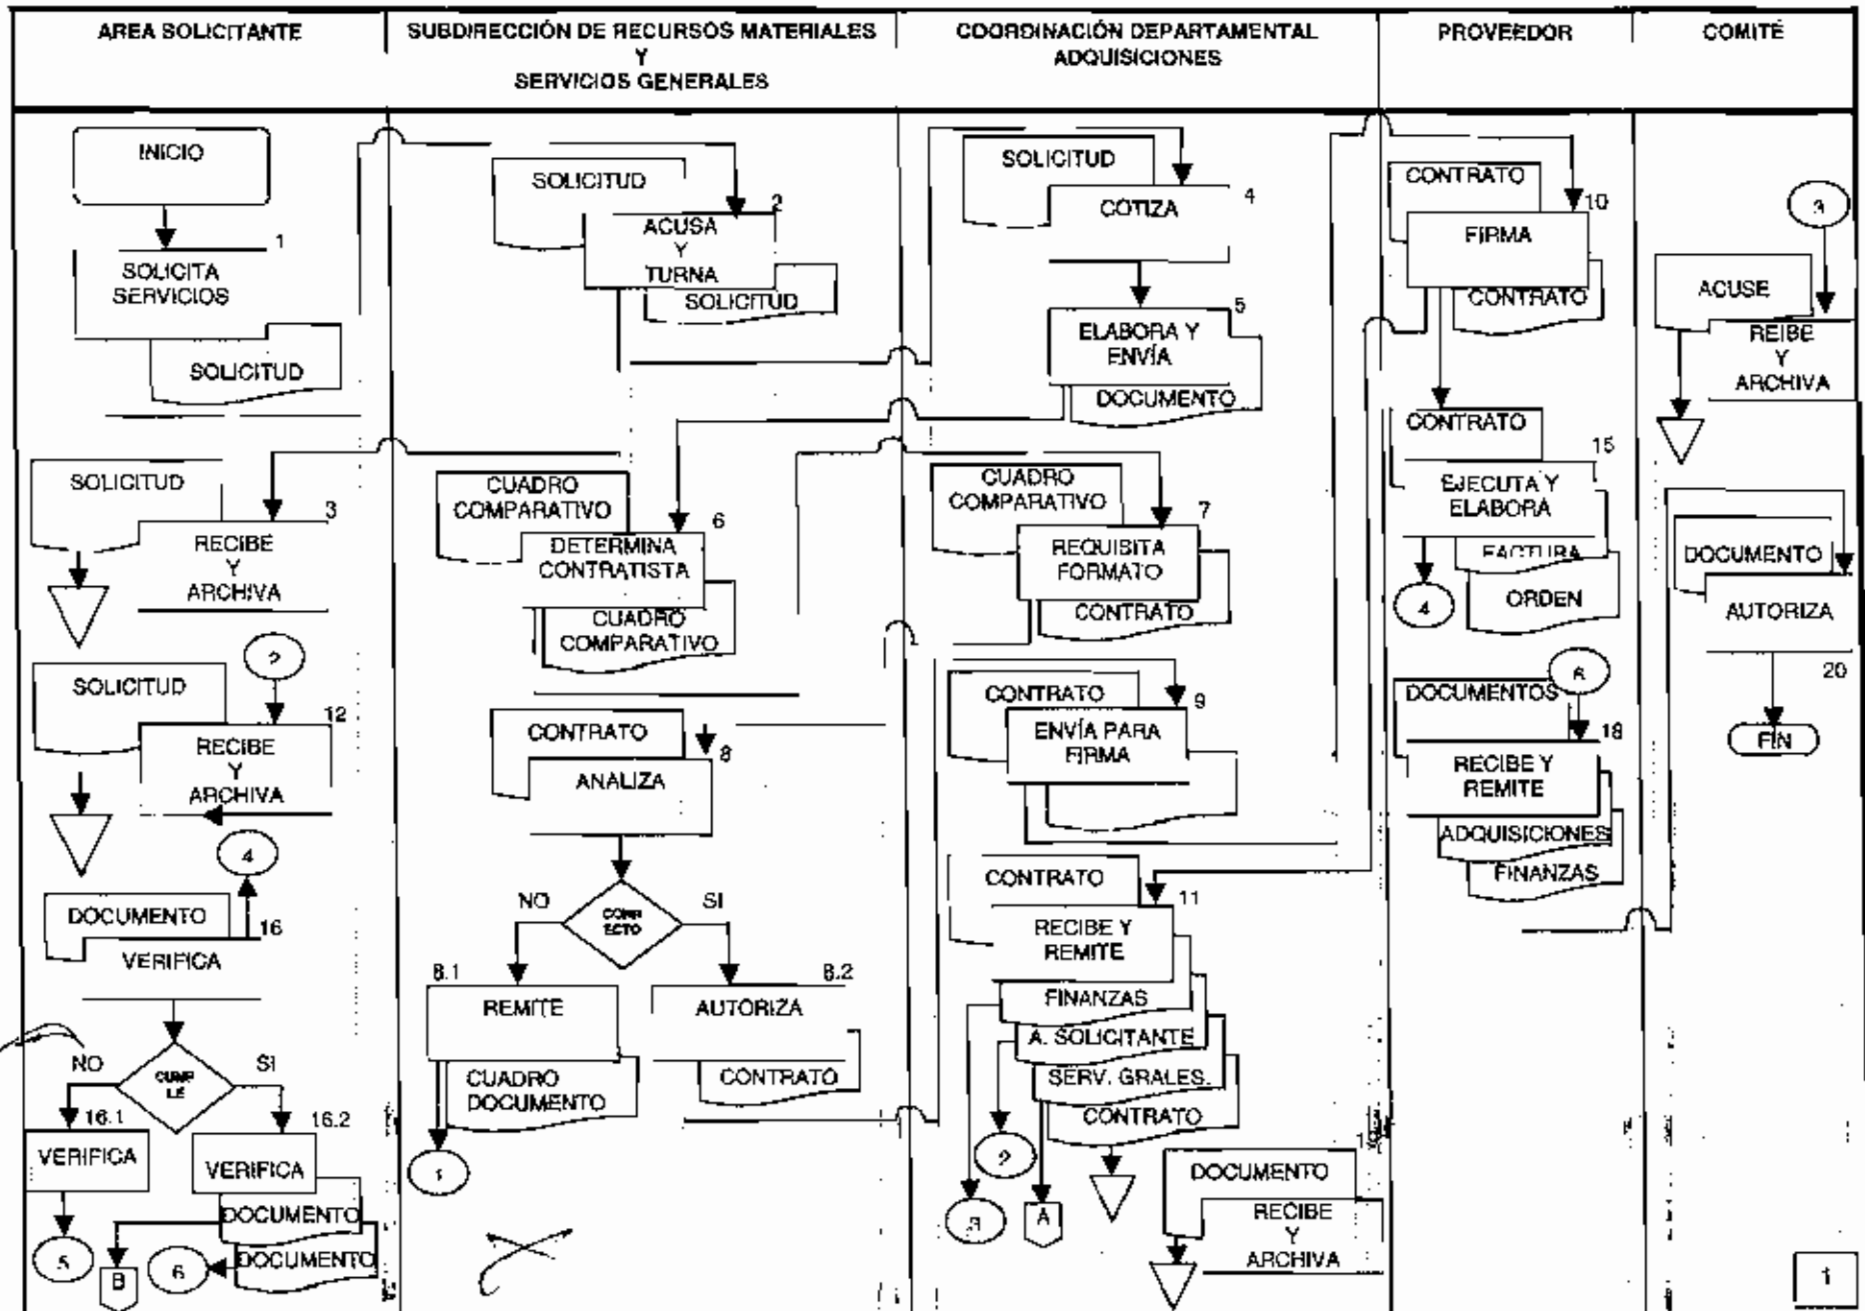 AREA SOLICITANTE
SUBDIRECCIÓN DE RECURSOS MATERIALES
Y
SERVICIOS GENERALES
COORDINACIÓN DEPARTAMENTAL
ADQUISICIONES
PROVEEDOR
COMITÉ
INICIO
1
SOLICITA
SERVICIOS
SOLICITUD
SOLICITUD
3
RECIBE
Y
ARCHIVA
2
SOLICITUD
12
RECIBE
Y
ARCHIVA
4
DOCUMENTO
16
VERIFICA
NO
CUMP
LE
SI
16.1
VERIFICA
16.2
VERIFICA
DOCUMENTO
DOCUMENTO
5
B
6
SOLICITUD
2
ACUSA
Y
TURNA
SOLICITUD
CUADRO
COMPARATIVO
6
DETERMINA
CONTRATISTA
CUADRO
COMPARATIVO
CONTRATO
8
ANALIZA
NO
CORR
ECTO
SI
8.1
REMITE
CUADRO
DOCUMENTO
1
8.2
AUTORIZA
CONTRATO
SOLICITUD
4
COTIZA
5
ELABORA Y
ENVÍA
DOCUMENTO
CUADRO
COMPARATIVO
7
REQUISITA
FORMATO
CONTRATO
CONTRATO
9
ENVÍA PARA
FIRMA
CONTRATO
11
RECIBE Y
REMITE
FINANZAS
A. SOLICITANTE
SERV. GRALES.
CONTRATO
2
3
A
DOCUMENTO
RECIBE
Y
ARCHIVA
CONTRATO
10
FIRMA
CONTRATO
CONTRATO
15
EJECUTA Y
ELABORA
FACTURA
ORDEN
4
6
DOCUMENTOS
18
RECIBE Y
REMITE
ADQUISICIONES
FINANZAS
3
ACUSE
REIBE
Y
ARCHIVA
DOCUMENTO
AUTORIZA
20
FIN
1